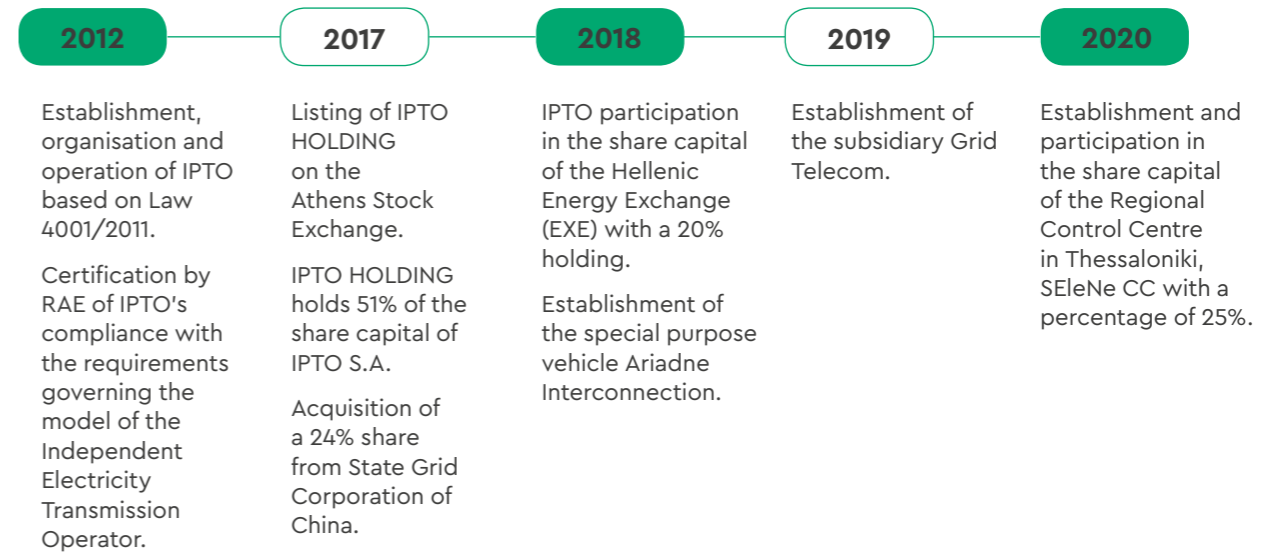 2012
2017
2018
2019
2020
Establishment,
organisation and
operation of IPTO
based on Law
4001/2011.
Certification by
RAE of IPTO's
compliance with
the requirements
governing the
model of the
Independent
Electricity
Transmission
Operator.
Listing of IPTO
HOLDING
on the
Athens Stock
Exchange.
IPTO HOLDING
holds 51% of the
share capital of
IPTO S.A.
Acquisition of
a 24% share
from State Grid
Corporation of
China.
IPTO participation
in the share capital
of the Hellenic
Energy Exchange
(EXE) with a 20%
holding.
Establishment of
the special purpose
vehicle Ariadne
Interconnection.
Establishment of
the subsidiary Grid
Telecom.
Establishment and
participation in
the share capital
of the Regional
Control Centre
in Thessaloniki,
SEleNe CC with a
percentage of 25%.